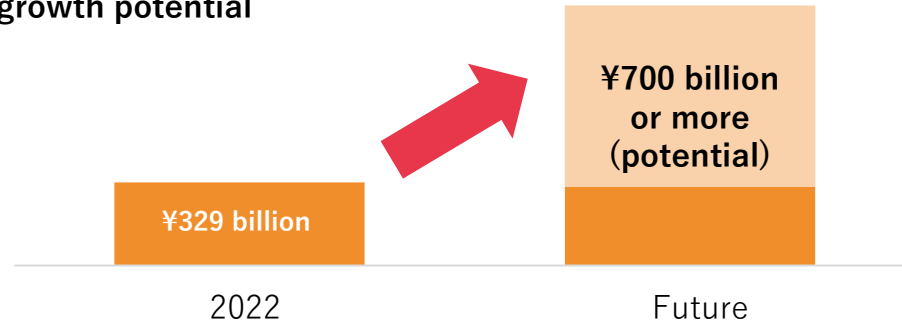 growth potential
¥700 billion
or more
(potential)
¥329 billion
2022
Future